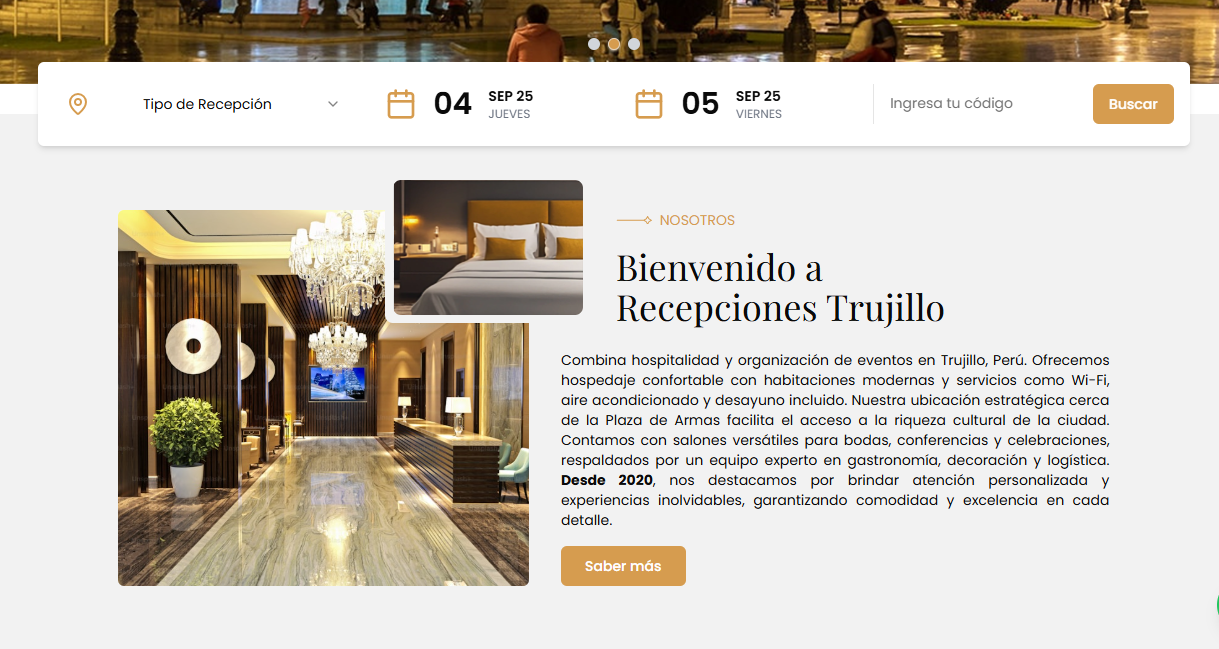 Tipo de Recepción
04
SEP 25
JUEVES
05
SEP 25
VIERNES
Ingresa tu código
Buscar
NOSOTROS
Bienvenido a
Recepciones Trujillo
Combina hospitalidad y organización de eventos en Trujillo, Perú. Ofrecemos
hospedaje confortable con habitaciones modernas y servicios como Wi-Fi,
aire acondicionado y desayuno incluido. Nuestra ubicación estratégica cerca
de la Plaza de Armas facilita el acceso a la riqueza cultural de la ciudad.
Contamos con salones versátiles para bodas, conferencias y celebraciones,
respaldados por un equipo experto en gastronomía, decoración y logística.
Desde 2020, nos destacamos por brindar atención personalizada y
experiencias inolvidables, garantizando comodidad y excelencia en cada
detalle.
Saber más